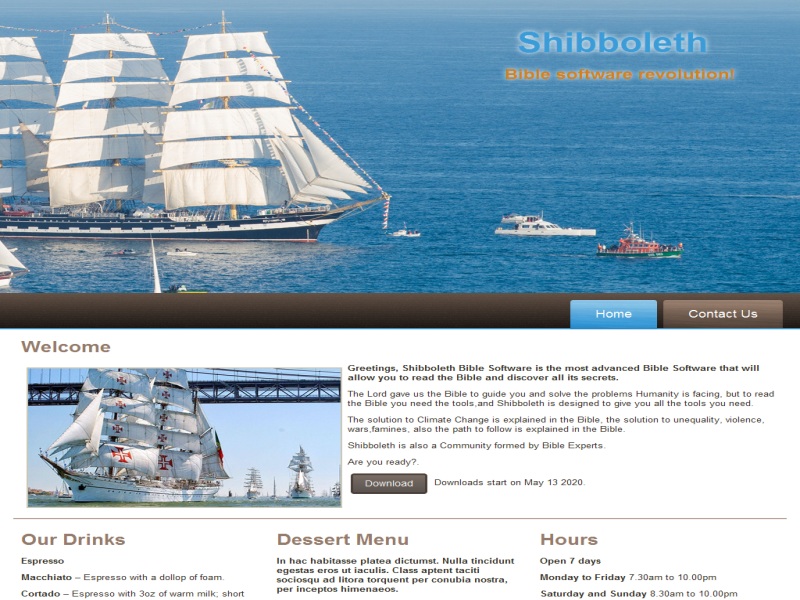 Shibboleth
Bible software revolution!
Home
Contact Us
Welcome
Greetings, Shibboleth Bible Software is the most advanced Bible Software that will
allow you to read the Bible and discover all its secrets.
The Lord gave us the Bible to guide you and solve the problems Humanity is facing, but to read
the Bible you need the tools,and Shibboleth is designed to give you all the tools you need.
The solution to Climate Change is explained in the Bible, the solution to unequality, violence,
wars,famines, also the path to follow is explained in the Bible.
Shibboleth is also a Community formed by Bible Experts.
Are you ready?.
Download
Downloads start on May 13 2020.
Our Drinks
Espresso
Macchiato – Espresso with a dollop of foam.
Cortado – Espresso with 3oz of warm milk; short
Dessert Menu
In hac habitasse platea dictumst. Nulla tincidunt
egestas eros ut iaculis. Class aptent taciti
sociosqu ad litora torquent per conubia nostra,
per inceptos himenaeos.
Hours
Open 7 days
Monday to Friday 7.30am to 10.00pm
Saturday and Sunday 8.30am to 10.00pm